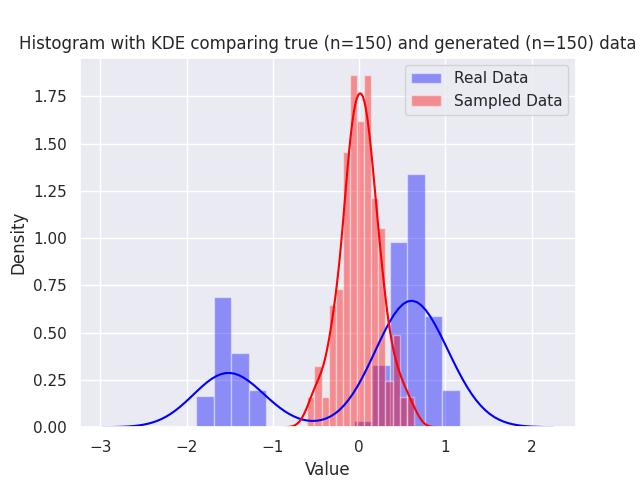 Histogram with KDE comparing true (n=150) and generated (n=150) data
Real Data
Sampled Data
1.75
1.50
1.25
1.00
0.75
0.50
0.25
0.00
Density
−3
−2
−1
0
1
2
Value